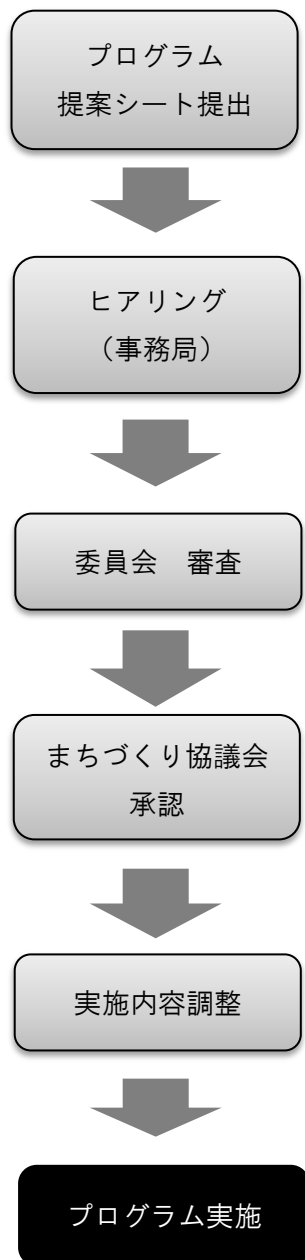 プログラム
提案シート提出
ヒアリング
（事務局）
委員会　審査
まちづくり協議会
承認
実施内容調整
プログラム実施